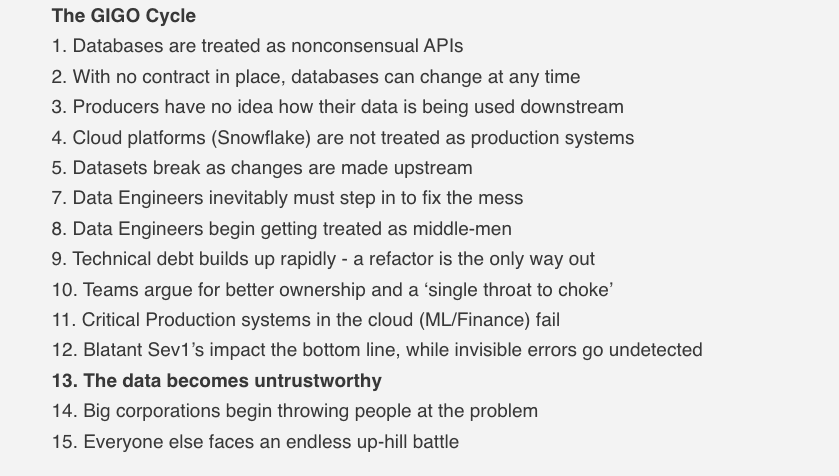 The GIGO Cycle
1. Databases are treated as nonconsensual APIs
2. With no contract in place, databases can change at any time
3. Producers have no idea how their data is being used downstream
4. Cloud platforms (Snowflake) are not treated as production systems
5. Datasets break as changes are made upstream
7. Data Engineers inevitably must step in to fix the mess
8. Data Engineers begin getting treated as middle-men
9. Technical debt builds up rapidly - a refactor is the only way out
10. Teams argue for better ownership and a ‘single throat to choke’
11. Critical Production systems in the cloud (ML/Finance) fail
12. Blatant Sev1’s impact the bottom line, while invisible errors go undetected
13. The data becomes untrustworthy
14. Big corporations begin throwing people at the problem
15. Everyone else faces an endless up-hill battle